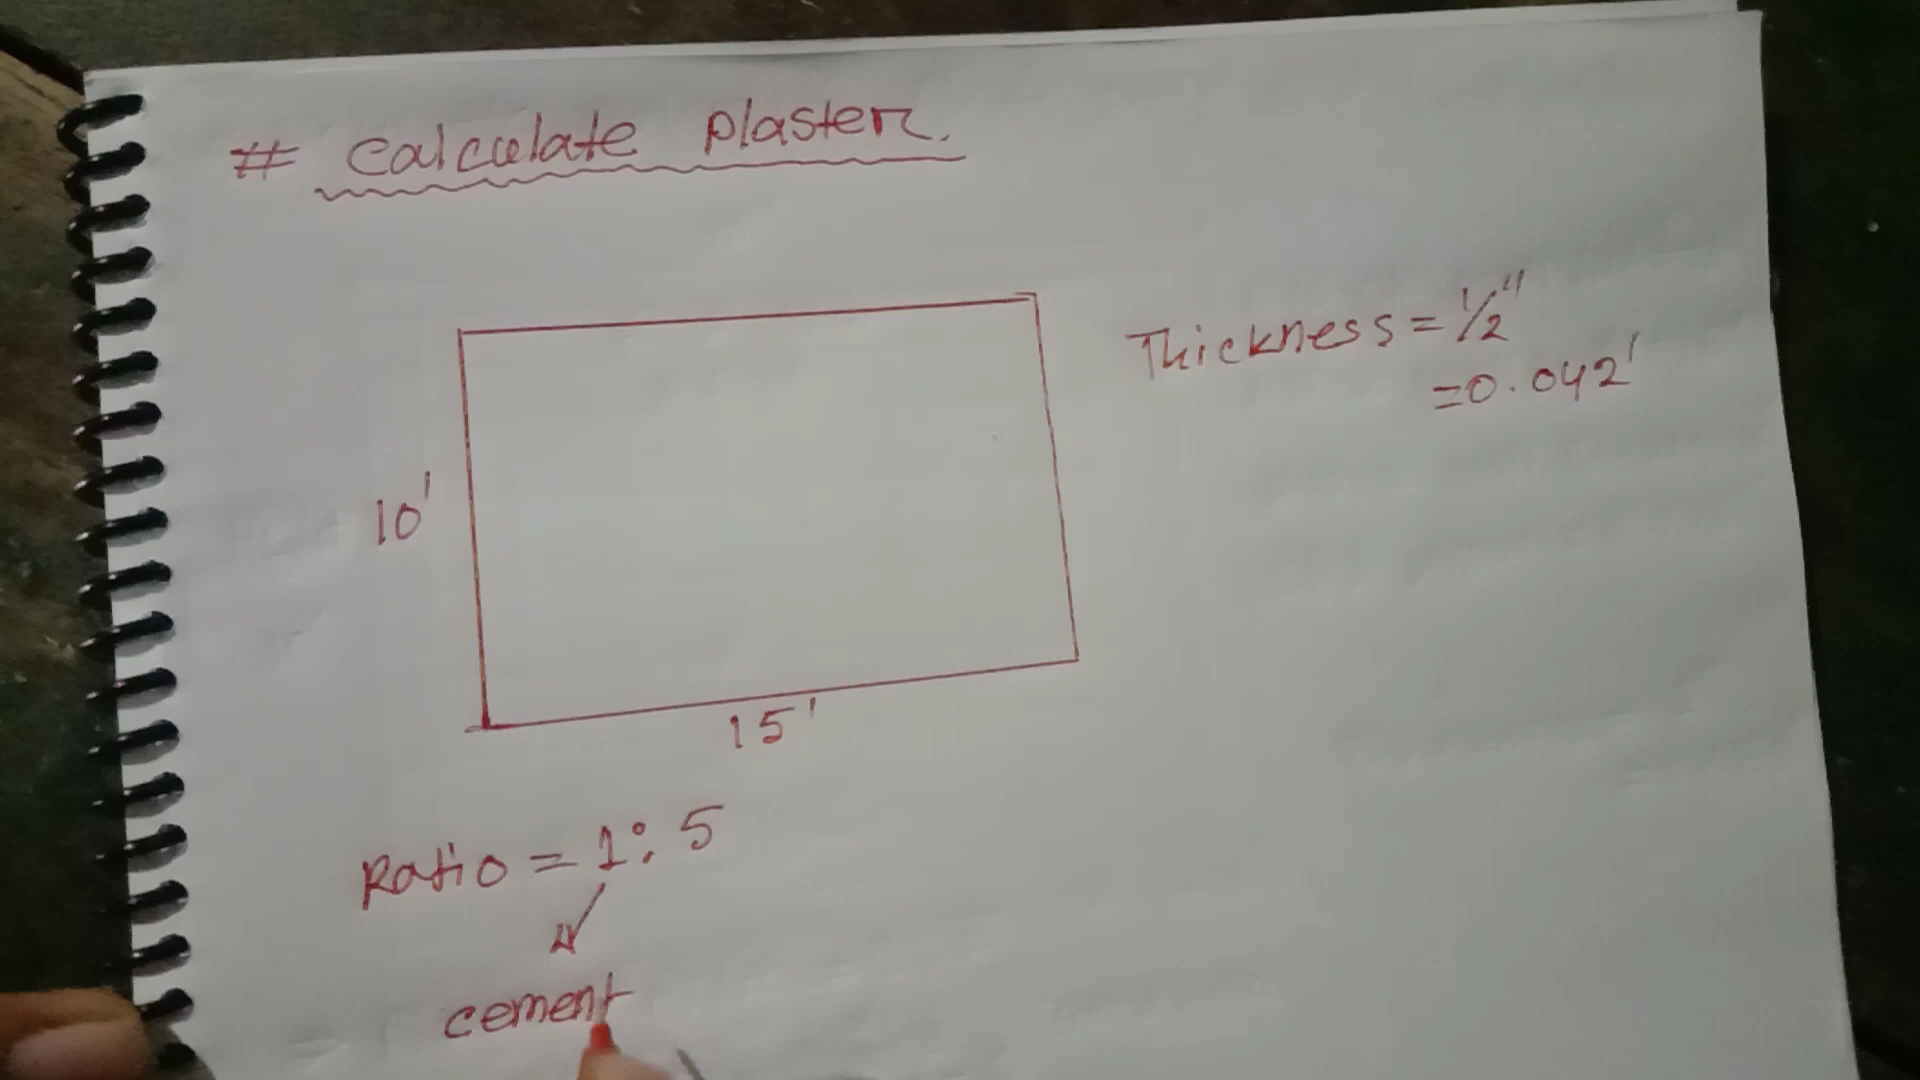 # Calculate plaster.
Thickness = 1/2"
= 0.042'
10'
15'
Ratio = 1:5
cement